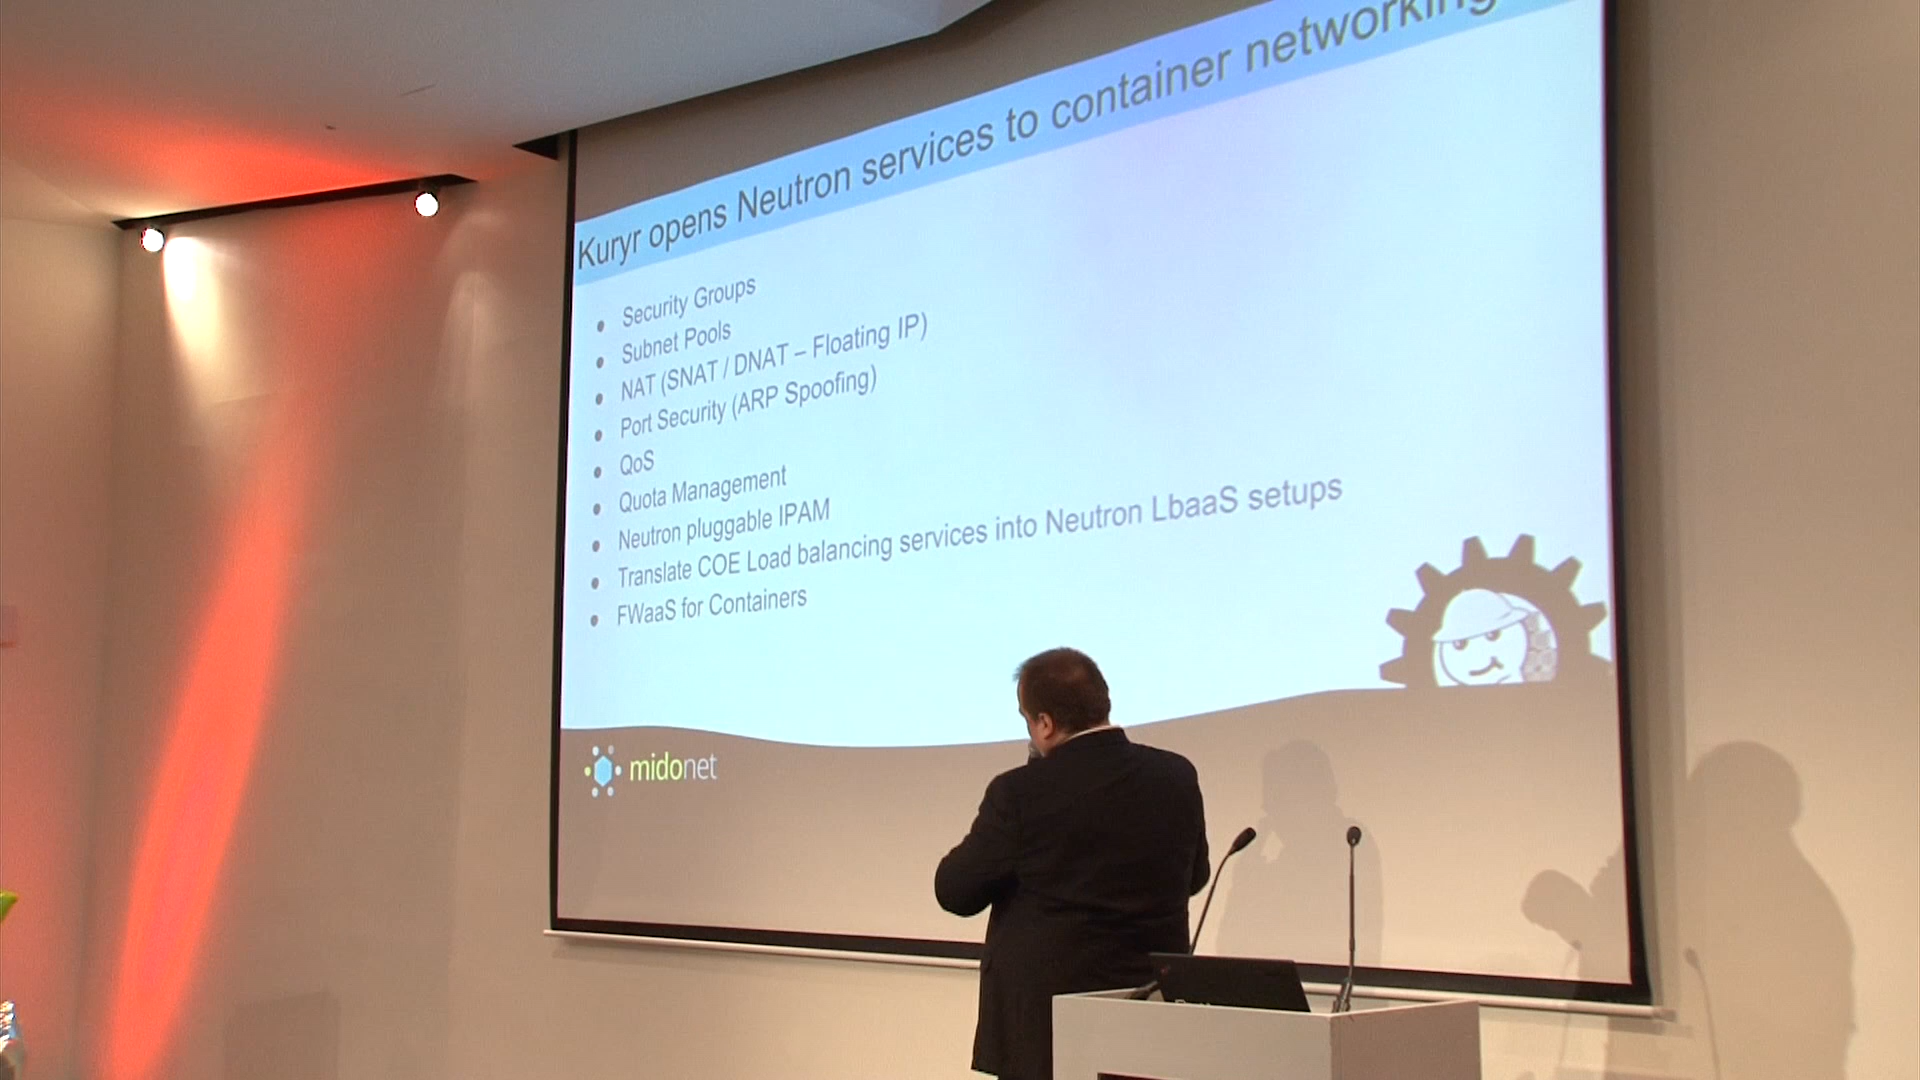 Kuryr opens Neutron services to container networking
Security Groups
Subnet Pools
NAT (SNAT / DNAT – Floating IP)
Port Security (ARP Spoofing)
QoS
Quota Management
Neutron pluggable IPAM
Translate COE Load balancing services into Neutron LbaaS setups
FWaaS for Containers
midonet